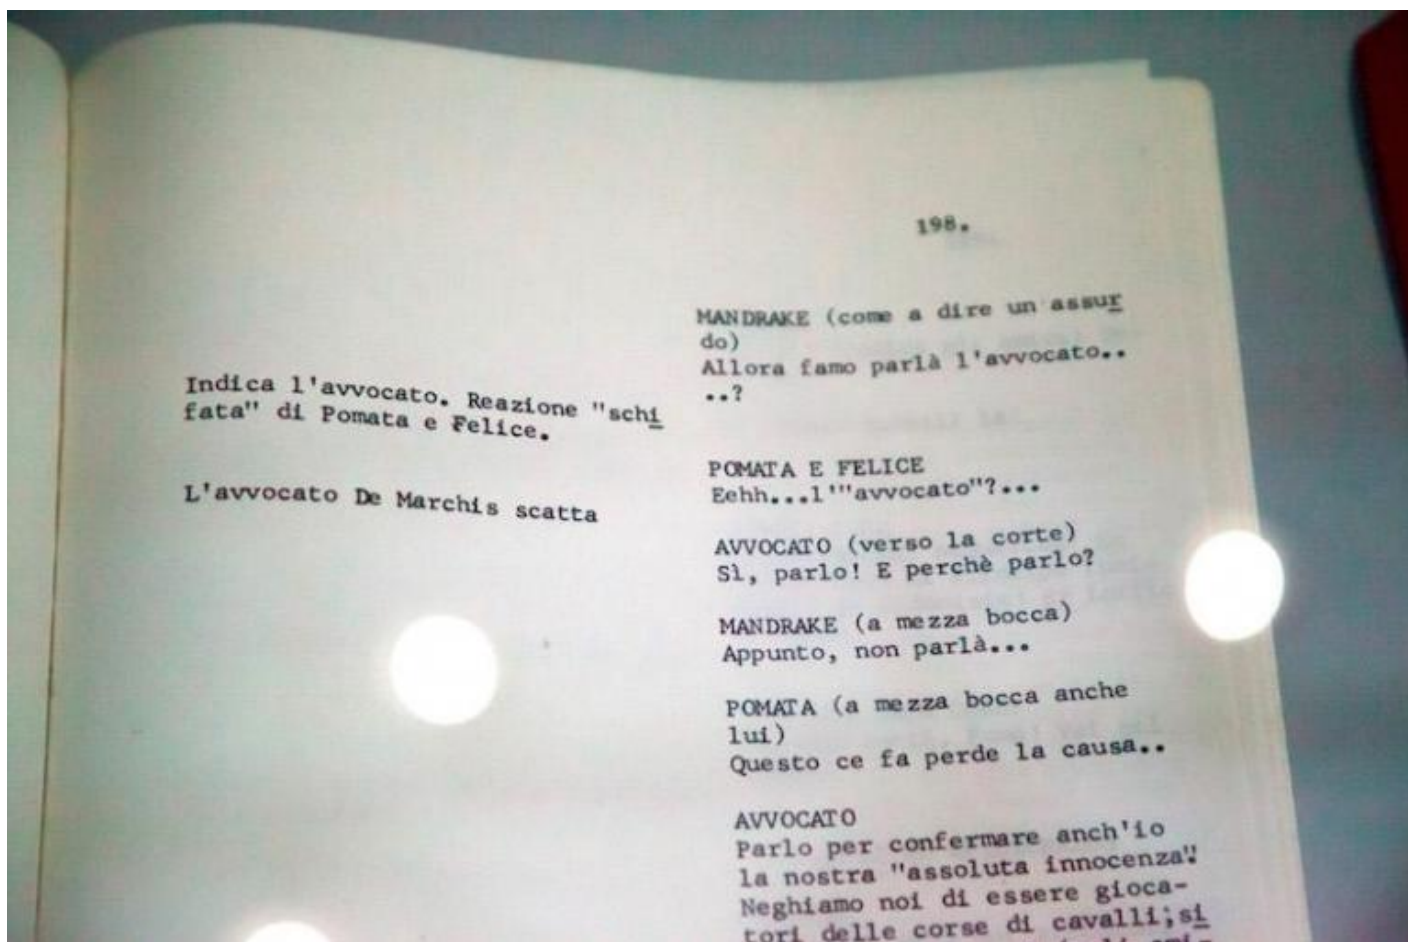 198.
MANDRAKE (come a dire un assur
do)
Allora famo parlà l'avvocato..
..?
Indica l'avvocato. Reazione "schi
fata" di Pomata e Felice.
POMATA E FELICE
Eehh...l'"avvocato"?...
L'avvocato De Marchis scatta
AVVOCATO (verso la corte)
Sì, parlo! E perchè parlo?
MANDRAKE (a mezza bocca)
Appunto, non parlà...
POMATA (a mezza bocca anche
lui)
Questo ce fa perde la causa..
AVVOCATO
Parlo per confermare anch'io
la nostra "assoluta innocenza".
Neghiamo noi di essere gioca-
tori delle corse di cavalli; si